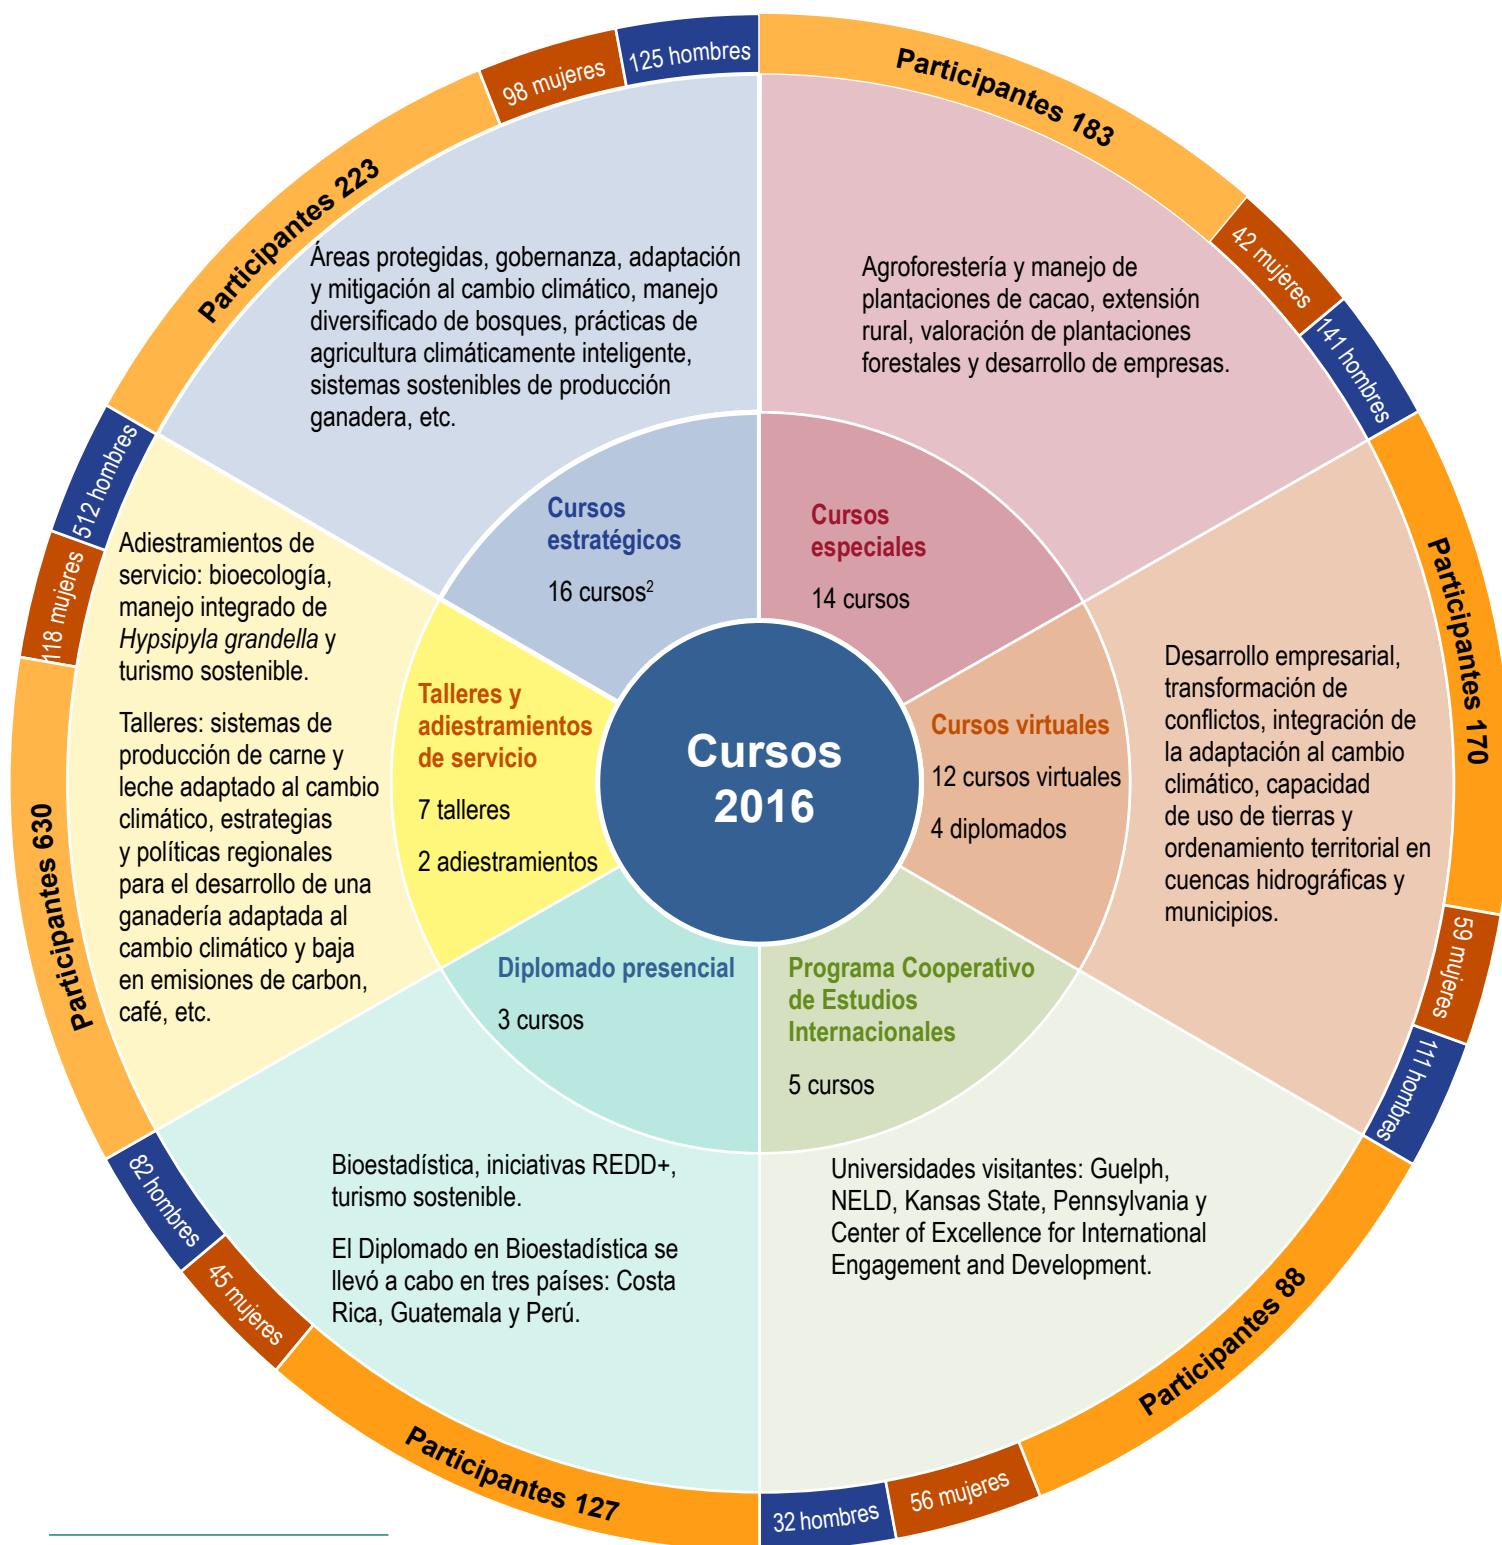 Cursos
2016
Participantes 183
42 mujeres
141 hombres
Agroforestería y manejo de
plantaciones de cacao, extensión
rural, valoración de plantaciones
forestales y desarrollo de empresas.
Cursos
especiales
14 cursos
Participantes 170
59 mujeres
111 hombres
Desarrollo empresarial,
transformación de
conflictos, integración de
la adaptación al cambio
climático, capacidad
de uso de tierras y
ordenamiento territorial en
cuencas hidrográficas y
municipios.
Cursos virtuales
12 cursos virtuales
4 diplomados
Participantes 88
56 mujeres
32 hombres
Universidades visitantes: Guelph,
NELD, Kansas State, Pennsylvania y
Center of Excellence for International
Engagement and Development.
Programa Cooperativo
de Estudios
Internacionales
5 cursos
Participantes 127
45 mujeres
82 hombres
Bioestadística, iniciativas REDD+,
turismo sostenible.
El Diplomado en Bioestadística se
llevó a cabo en tres países: Costa
Rica, Guatemala y Perú.
Diplomado presencial
3 cursos
Participantes 630
118 mujeres
512 hombres
Adiestramientos de
servicio: bioecología,
manejo integrado de
Hypsipyla grandella y
turismo sostenible.
Talleres: sistemas de
producción de carne y
leche adaptado al cambio
climático, estrategias
y políticas regionales
para el desarrollo de una
ganadería adaptada al
cambio climático y baja
en emisiones de carbon,
café, etc.
Talleres y
adiestramientos
de servicio
7 talleres
2 adiestramientos
Participantes 223
98 mujeres
125 hombres
Áreas protegidas, gobernanza, adaptación
y mitigación al cambio climático, manejo
diversificado de bosques, prácticas de
agricultura climáticamente inteligente,
sistemas sostenibles de producción
ganadera, etc.
Cursos
estratégicos
16 cursos²